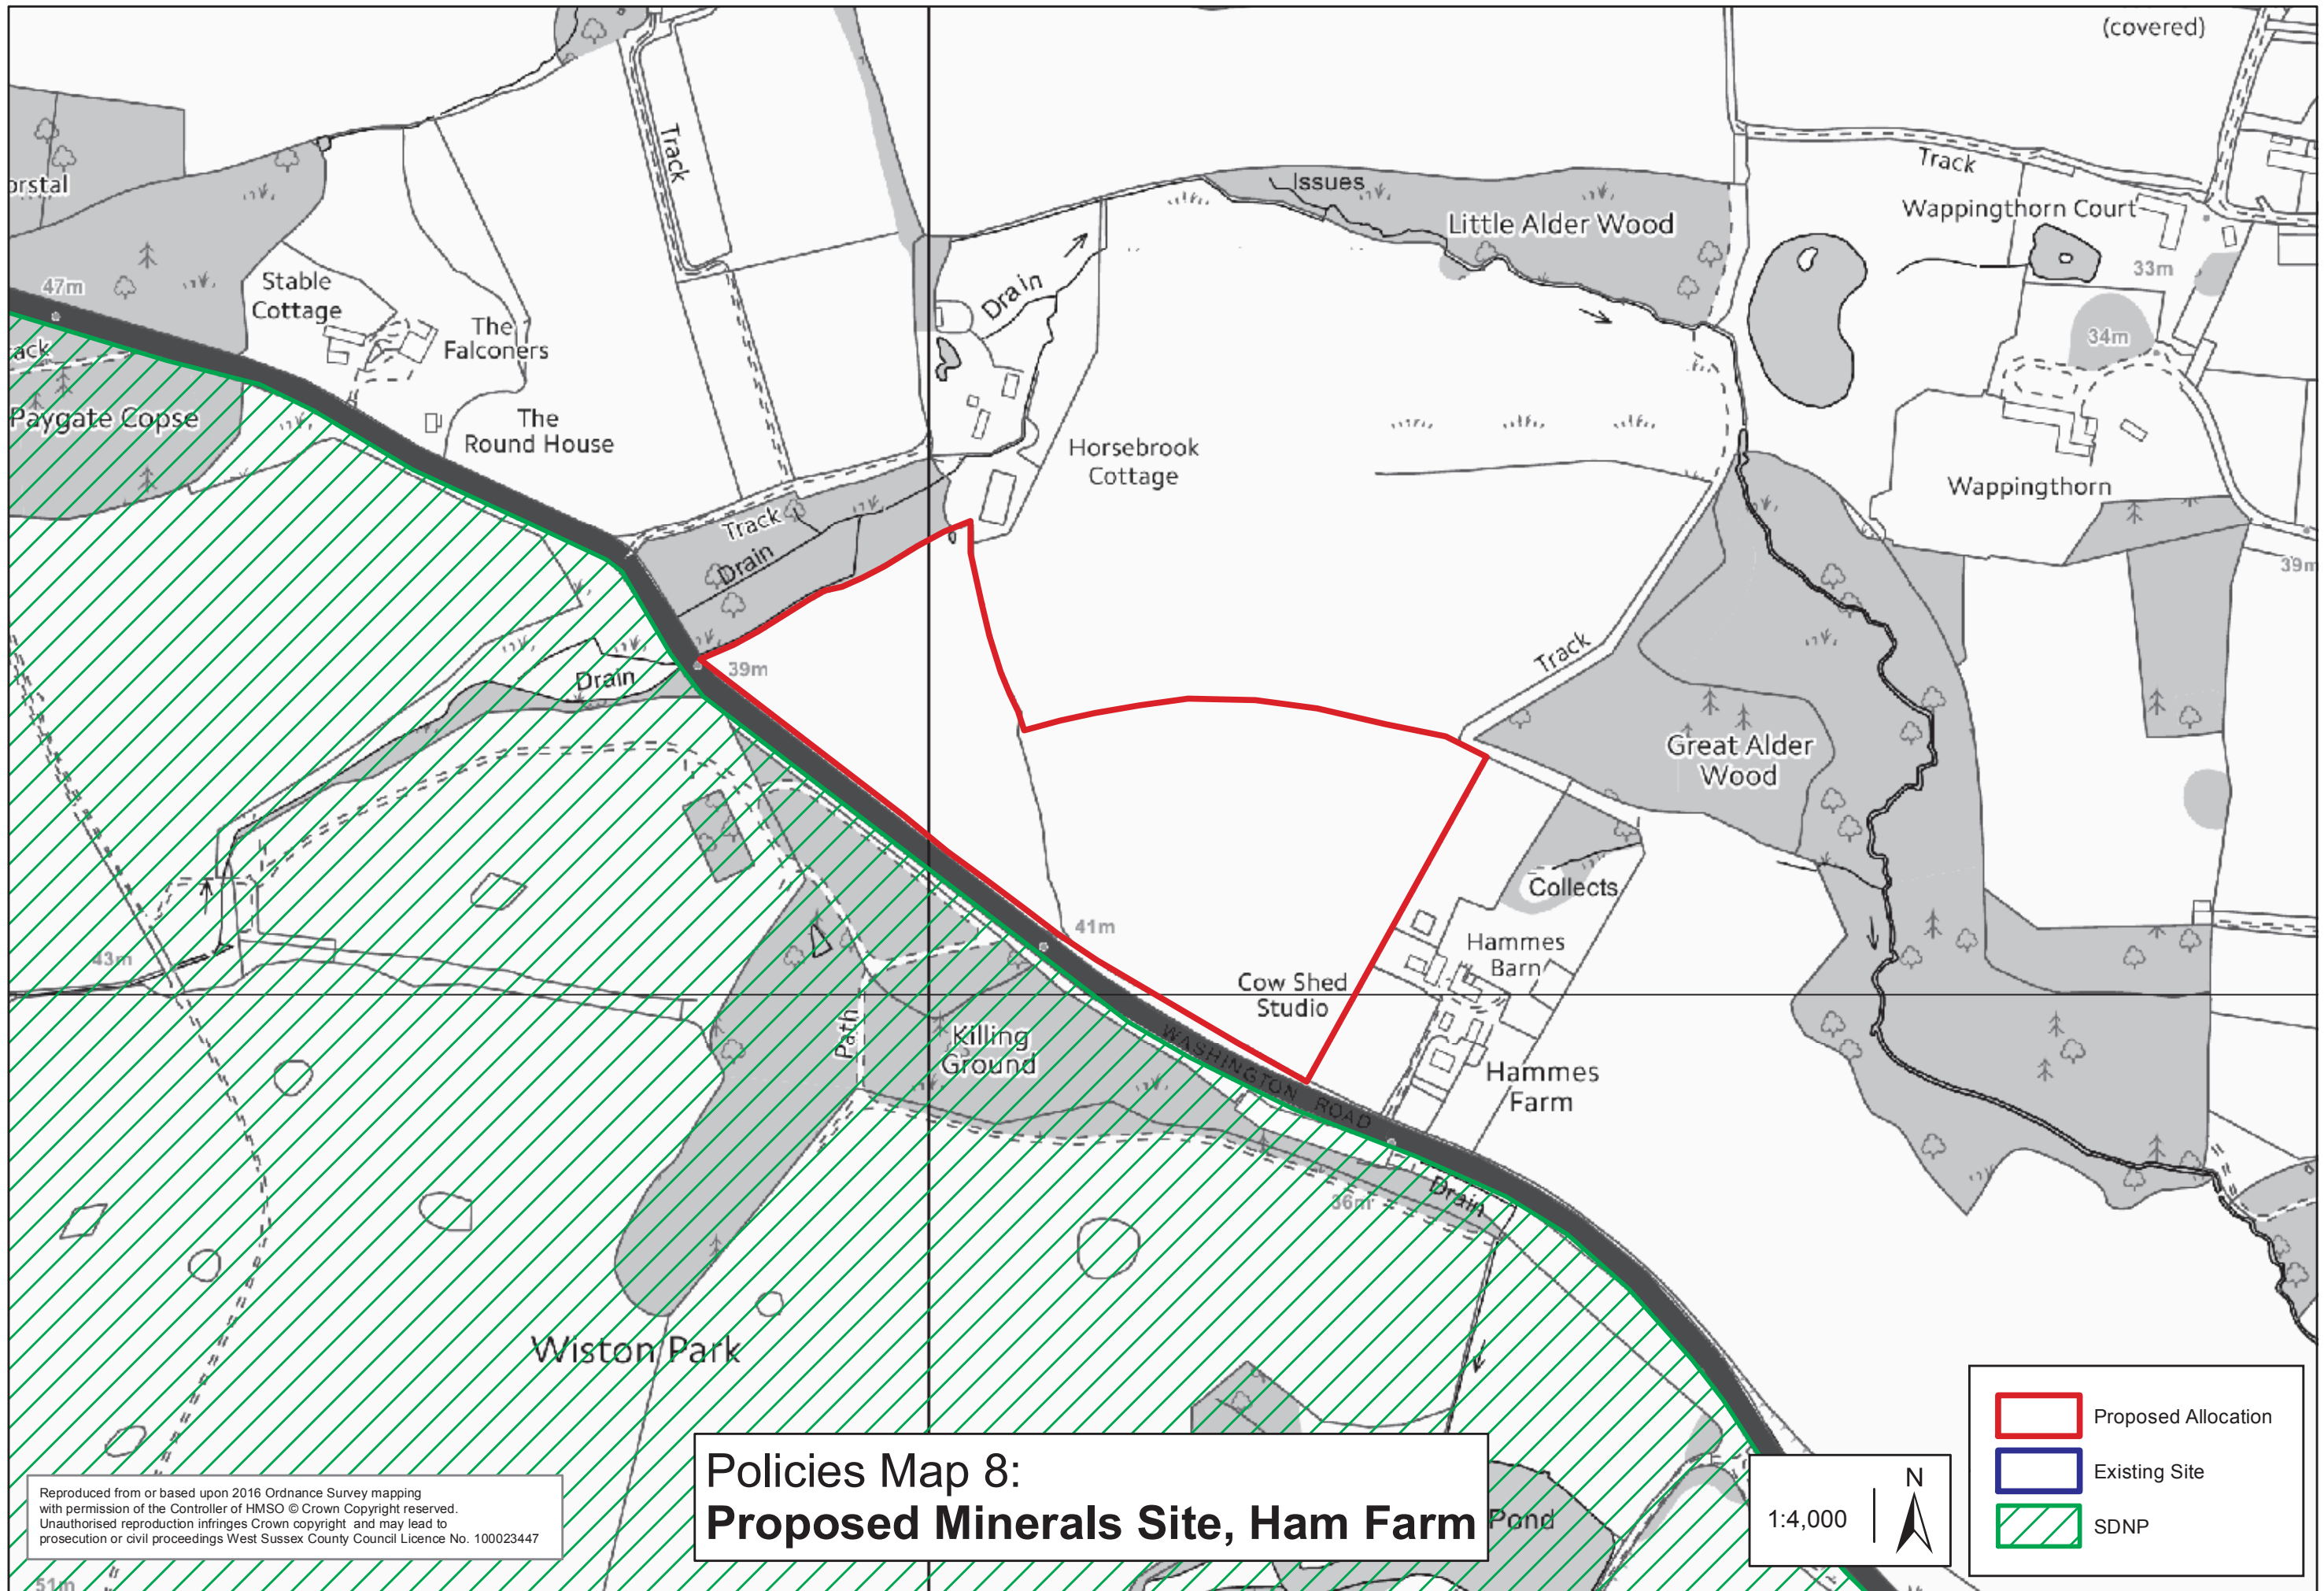 (covered)
Track
Issues
Track
orstal
Little Alder Wood
Wappingthorn Court
33m
47m
Stable
Cottage
Drain
The
Falconers
34m
ack
Paygate Copse
The
Round House
Horsebrook
Cottage
Wappingthorn
Track
Drain
39m
Track
39m
Drain
Great Alder
Wood
Collects
41m
Hammes
Barn
43m
Cow Shed
Studio
Path
Killing
Ground
WASHINGTON ROAD
Hammes
Farm
Drain
36m
Wiston Park
Pond
51m
Policies Map 8:
Proposed Minerals Site, Ham Farm
Reproduced from or based upon 2016 Ordnance Survey mapping
with permission of the Controller of HMSO © Crown Copyright reserved.
Unauthorised reproduction infringes Crown copyright and may lead to
prosecution or civil proceedings West Sussex County Council Licence No. 100023447
1:4,000
N
Proposed Allocation
Existing Site
SDNP